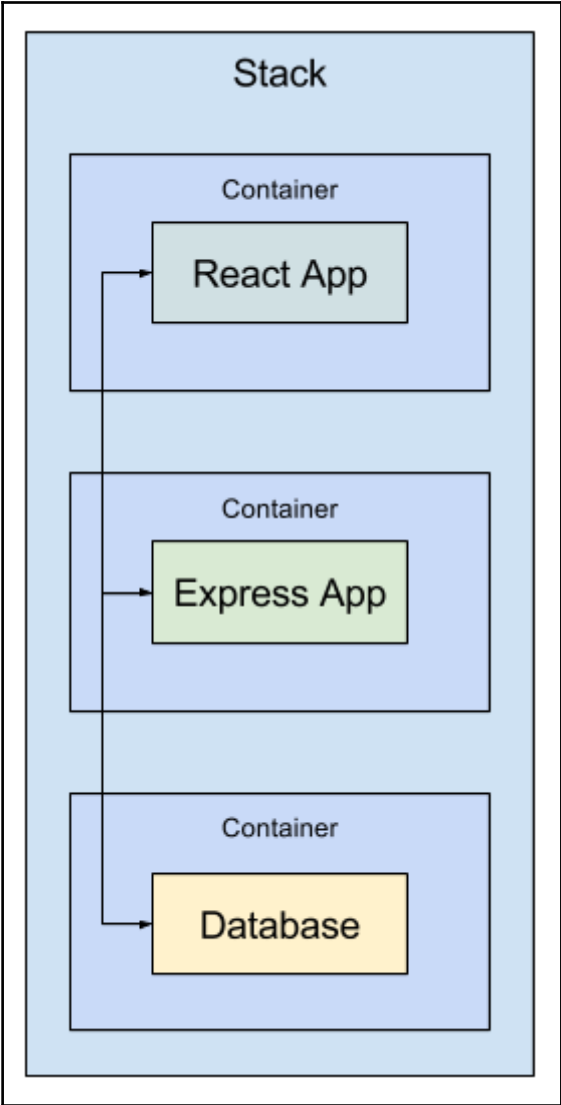 Stack
Container
React App
Container
Express App
Container
Database